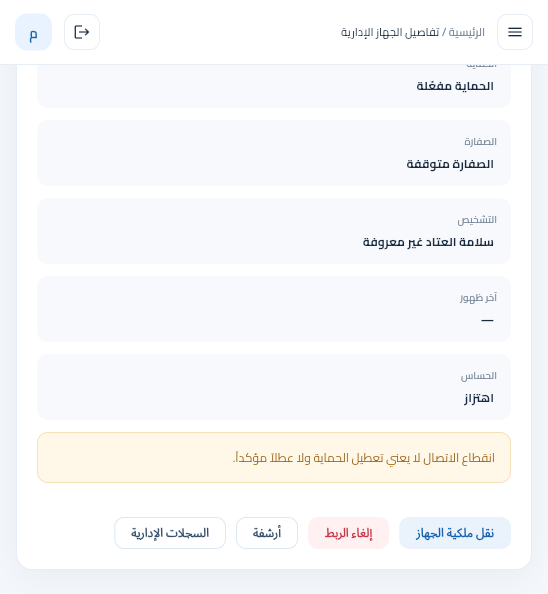 الرئيسية / تفاصيل الجهاز الإدارية
م
الحماية مفعّلة
الصفارة
الصفارة متوقفة
التشخيص
سلامة العتاد غير معروفة
آخر ظهور
—
الحساس
اهتزاز
انقطاع الاتصال لا يعني تعطيل الحماية ولا عطلاً مؤكداً.
نقل ملكية الجهاز
إلغاء الربط
أرشفة
السجلات الإدارية